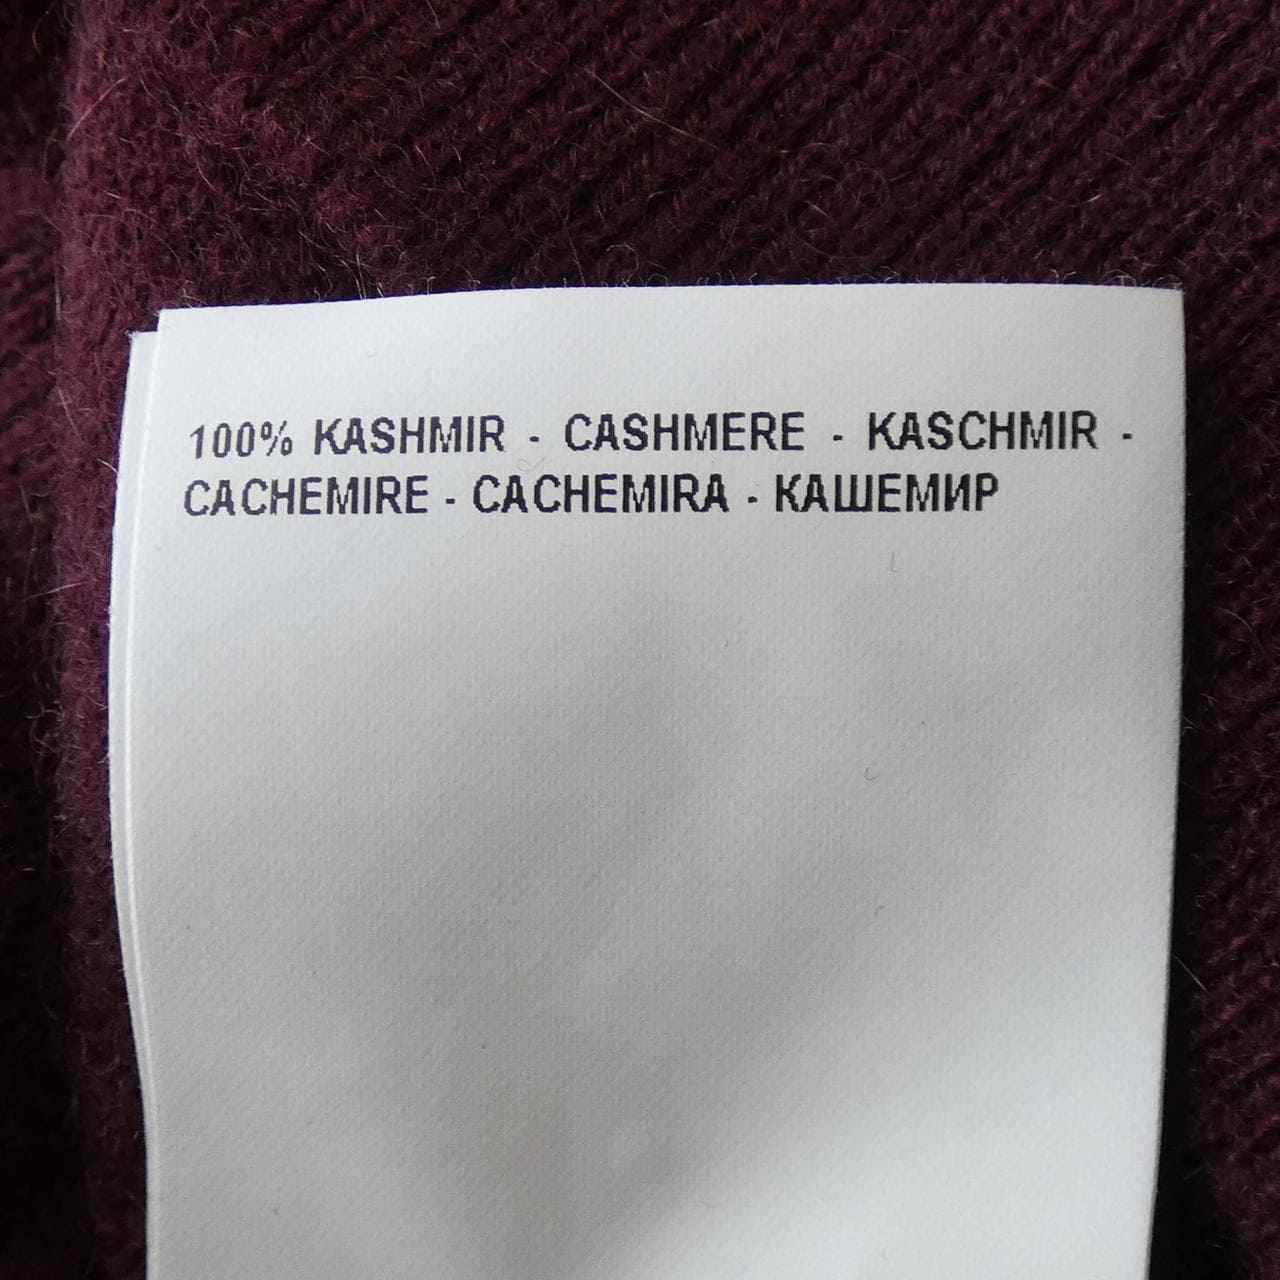 100% KASHMIR - CASHMERE - KASCHMIR -
CACHEMIRE - CACHEMIRA - КАШЕМИР